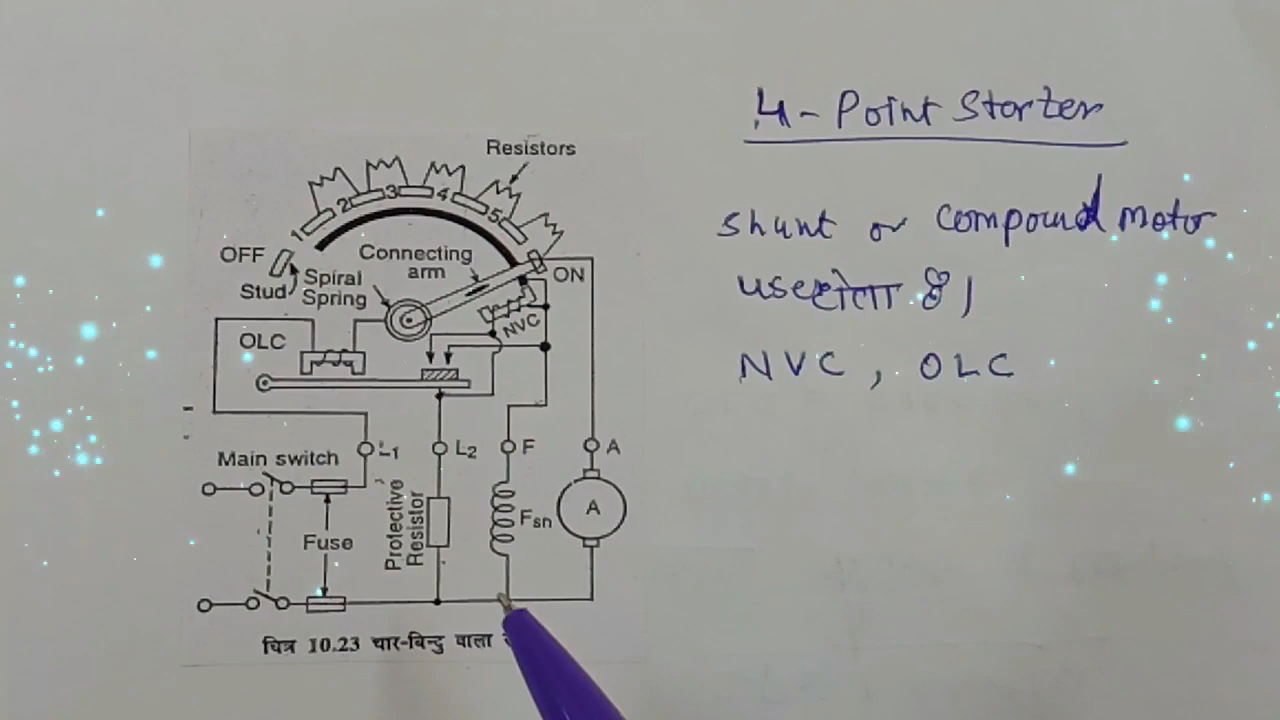 4-Point Starter
Shunt or Compound motor
use होता है।
NVC, OLC
Resistors
1
2
3
4
5
OFF
Connecting
arm
ON
Stud
Spiral
Spring
NVC
OLC
L1
L2
F
A
Main switch
Protective
Resistor
Fsn
A
Fuse
चित्र 10.23 चार-बिन्दु वाला